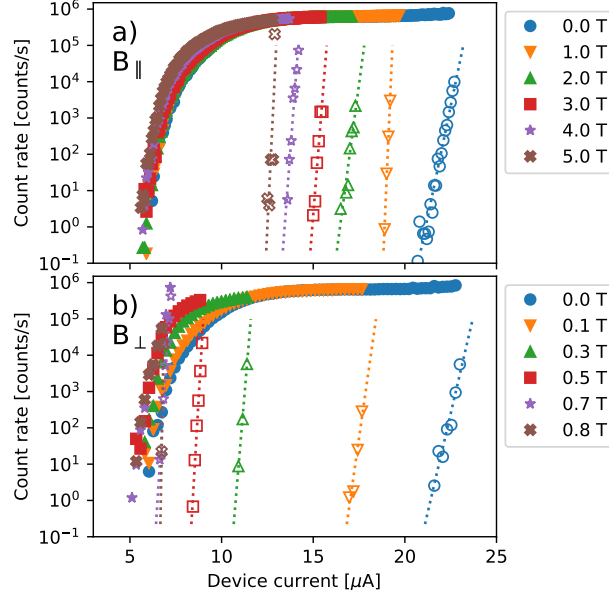 a)
B∥
Count rate [counts/s]
10⁶
10⁵
10⁴
10³
10²
10¹
10⁰
10⁻¹
0.0 T
1.0 T
2.0 T
3.0 T
4.0 T
5.0 T
b)
B⊥
Count rate [counts/s]
10⁶
10⁵
10⁴
10³
10²
10¹
10⁰
10⁻¹
0.0 T
0.1 T
0.3 T
0.5 T
0.7 T
0.8 T
5 10 15 20 25
Device current [μA]